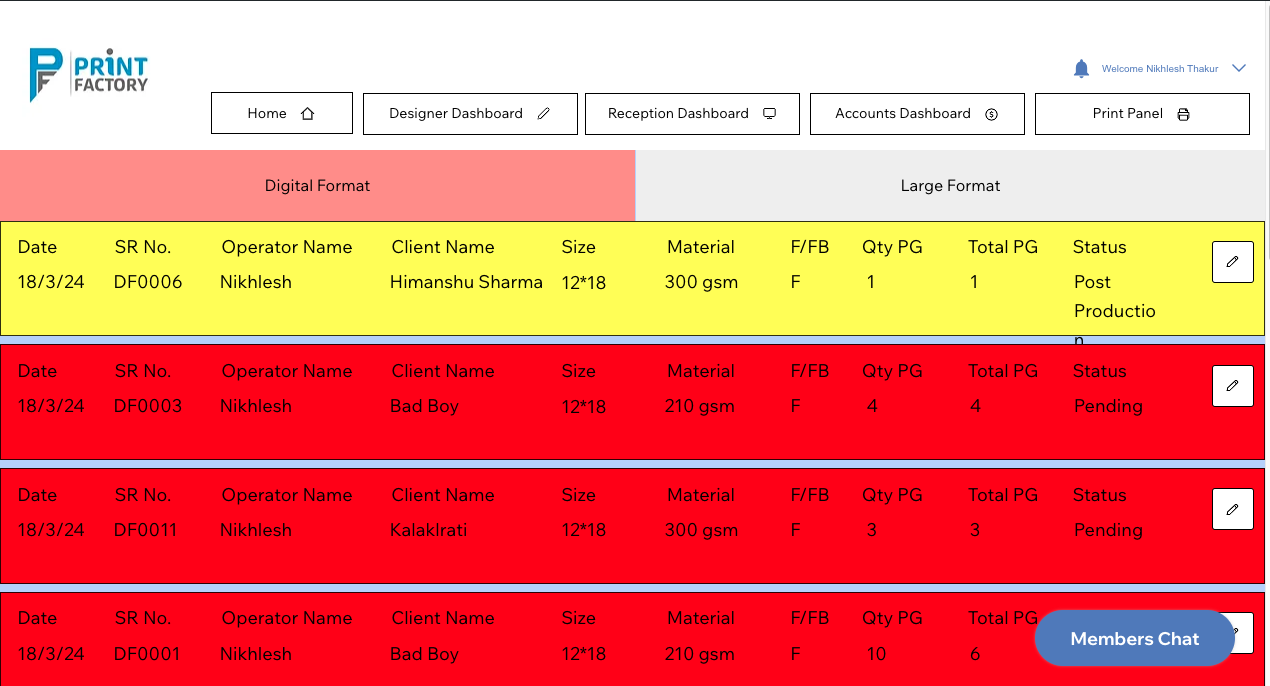 PRINT
FACTORY
Welcome Nikhlesh Thakur
Home
Designer Dashboard
Reception Dashboard
Accounts Dashboard
Print Panel
Digital Format
Large Format
Date SR No. Operator Name Client Name Size Material F/FB Qty PG Total PG Status
18/3/24 DF0006 Nikhlesh Himanshu Sharma 12*18 300 gsm F 1 1 Post
Productio
n
Date SR No. Operator Name Client Name Size Material F/FB Qty PG Total PG Status
18/3/24 DF0003 Nikhlesh Bad Boy 12*18 210 gsm F 4 4 Pending
Date SR No. Operator Name Client Name Size Material F/FB Qty PG Total PG Status
18/3/24 DF0011 Nikhlesh Kalaklrati 12*18 300 gsm F 3 3 Pending
Date SR No. Operator Name Client Name Size Material F/FB Qty PG Total PG
18/3/24 DF0001 Nikhlesh Bad Boy 12*18 210 gsm F 10 6
Members Chat